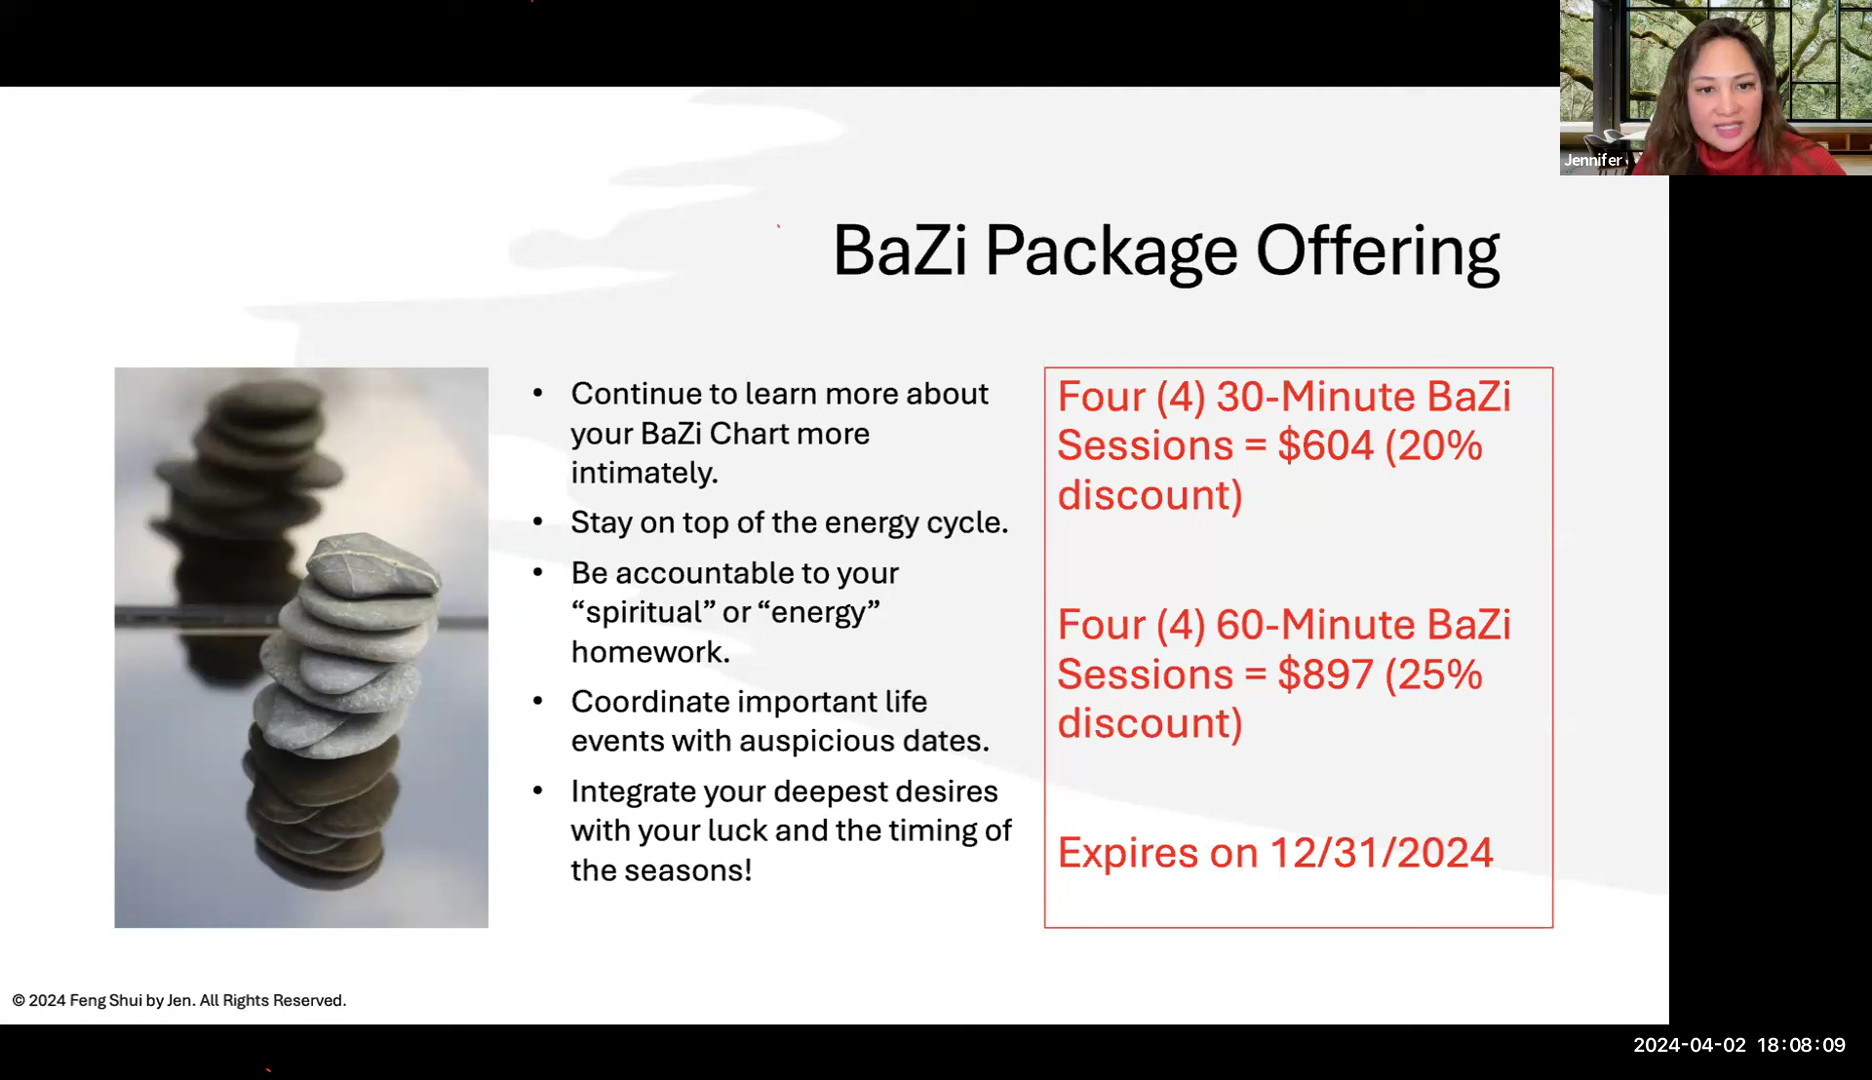 Jennifer
BaZi Package Offering
• Continue to learn more about
your BaZi Chart more
intimately.
• Stay on top of the energy cycle.
• Be accountable to your
“spiritual” or “energy”
homework.
• Coordinate important life
events with auspicious dates.
• Integrate your deepest desires
with your luck and the timing of
the seasons!
Four (4) 30-Minute BaZi
Sessions = $604 (20%
discount)
Four (4) 60-Minute BaZi
Sessions = $897 (25%
discount)
Expires on 12/31/2024
© 2024 Feng Shui by Jen. All Rights Reserved.
2024-04-02 18:08:09